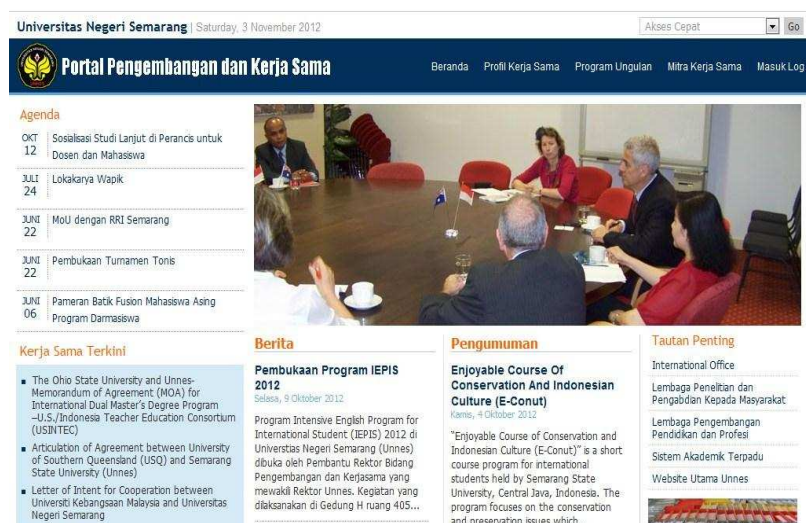 Universitas Negeri Semarang | Saturday, 3 November 2012
Akses Cepat
Go
Portal Pengembangan dan Kerja Sama
Beranda Profil Kerja Sama Program Ungulan Mitra Kerja Sama Masuk Log
Agenda
OKT 12
Sosialisasi Studi Lanjut di Perancis untuk
Dosen dan Mahasiswa
JULI 24
Lokakarya Wapik
JUNI 22
MoU dengan RRI Semarang
JUNI 22
Pembukaan Turnamen Tonis
JUNI 06
Pameran Batik Fusion Mahasiswa Asing
Program Darmasiswa
Kerja Sama Terkini
The Ohio State University and Unnes-
Memorandum of Agreement (MOA) for
International Dual Master's Degree Program
–U.S./Indonesia Teacher Education Consortium
(USINTEC)
Articulation of Agreement between University
of Southern Queensland (USQ) and Semarang
State University (Unnes)
Letter of Intent for Cooperation between
Universiti Kebangsaan Malaysia and Universitas
Negeri Semarang
Berita
Pembukaan Program IEPIS
2012
Selasa, 9 Oktober 2012
Program Intensive English Program for
International Student (IEPIS) 2012 di
Universtias Negeri Semarang (Unnes)
dibuka oleh Pembantu Rektor Bidang
Pengembangan dan Kerjasama yang
mewakili Rektor Unnes. Kegiatan yang
dilaksanakan di Gedung H ruang 405...
Pengumuman
Enjoyable Course Of
Conservation And Indonesian
Culture (E-Conut)
Kamis, 4 Oktober 2012
"Enjoyable Course of Conservation and
Indonesian Culture (E-Conut)" is a short
course program for international
students held by Semarang State
University, Central Java, Indonesia. The
program focuses on the conservation
and preservation issues which
Tautan Penting
International Office
Lembaga Penelitian dan
Pengabdian Kepada Masyarakat
Lembaga Pengembangan
Pendidikan dan Profesi
Sistem Akademik Terpadu
Website Utama Unnes